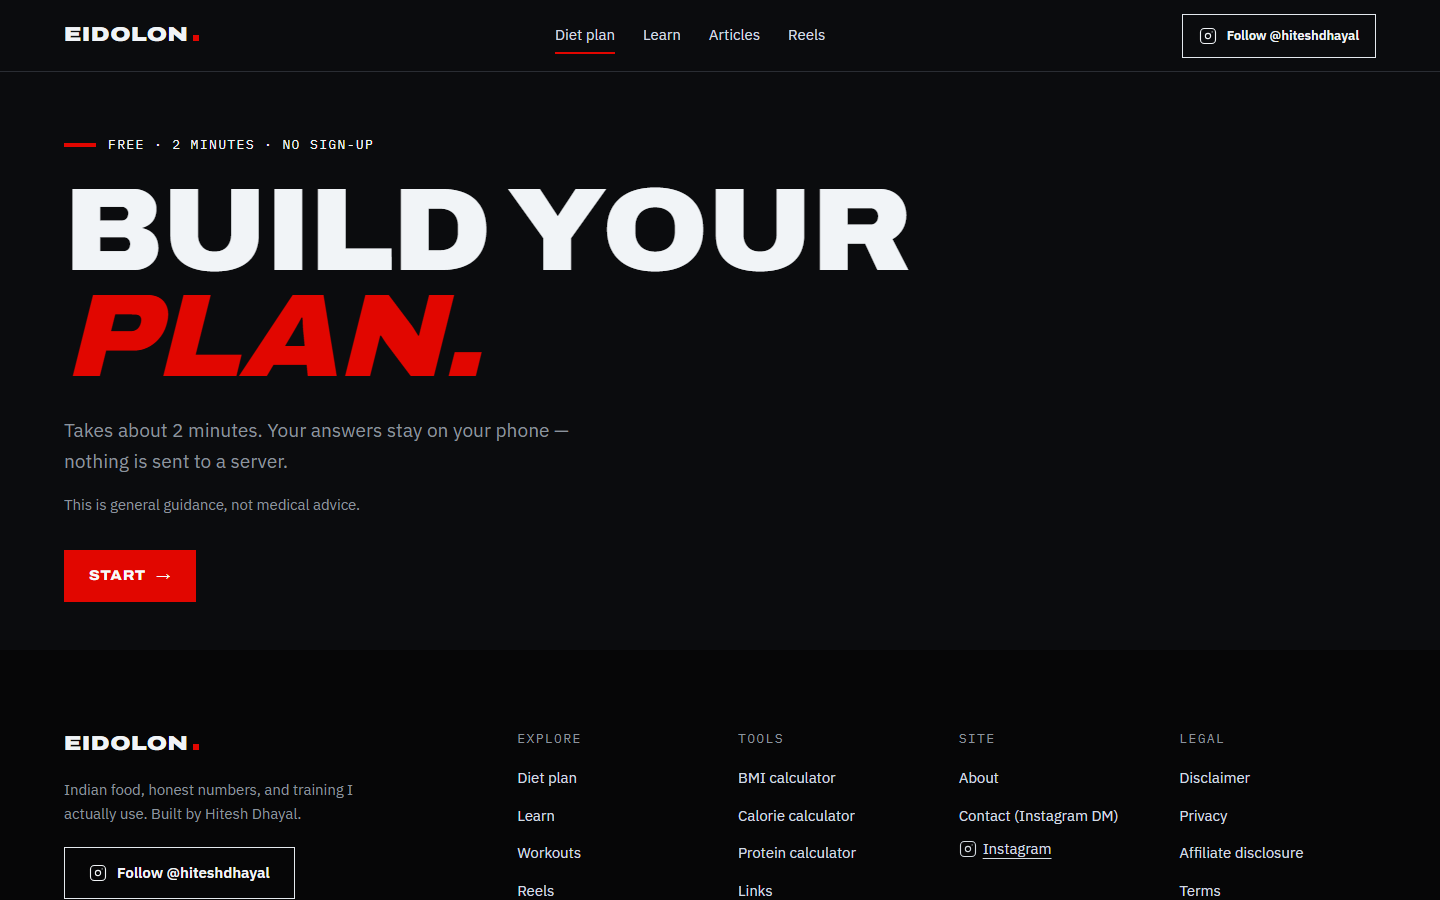 EIDOLON.
Diet plan
Learn
Articles
Reels
Follow @hiteshdhayal
FREE · 2 MINUTES · NO SIGN-UP
BUILD YOUR
PLAN.
Takes about 2 minutes. Your answers stay on your phone —
nothing is sent to a server.
This is general guidance, not medical advice.
START →
EIDOLON.
Indian food, honest numbers, and training I
actually use. Built by Hitesh Dhayal.
Follow @hiteshdhayal
EXPLORE
Diet plan
Learn
Workouts
Reels
TOOLS
BMI calculator
Calorie calculator
Protein calculator
Links
SITE
About
Contact (Instagram DM)
Instagram
LEGAL
Disclaimer
Privacy
Affiliate disclosure
Terms